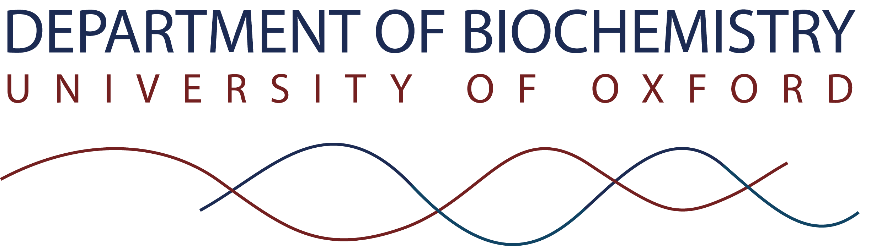 DEPARTMENT OF BIOCHEMISTRY
UNIVERSITY OF OXFORD